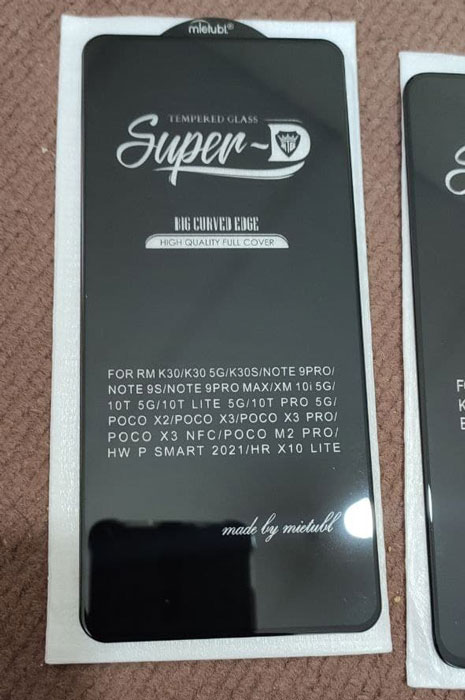 mietubl®
TEMPERED GLASS
Super-D
BIG CURVED EDGE
HIGH QUALITY FULL COVER
FOR RM K30/K30 5G/K30S/NOTE 9PRO/
NOTE 9S/NOTE 9PRO MAX/XM 10i 5G/
10T 5G/10T LITE 5G/10T PRO 5G/
POCO X2/POCO X3/POCO X3 PRO/
POCO X3 NFC/POCO M2 PRO/
HW P SMART 2021/HR X10 LITE
made by mietubl